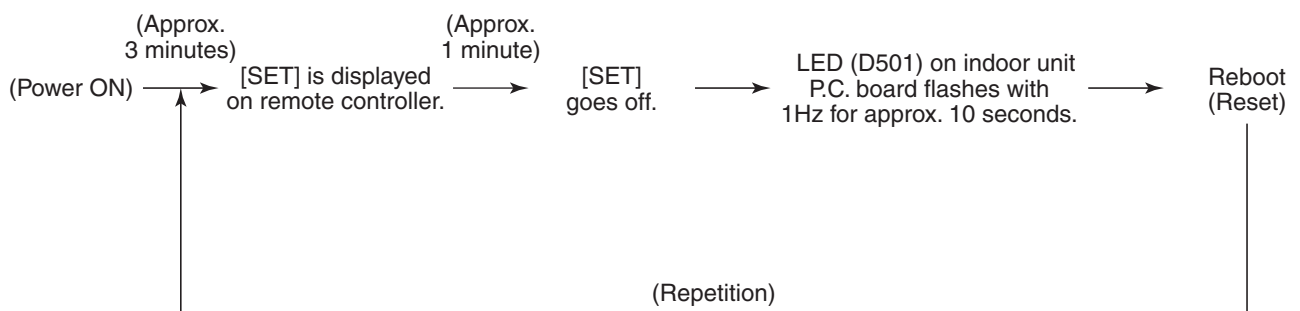 (Approx.
3 minutes)
(Approx.
1 minute)
(Power ON)
[SET] is displayed
on remote controller.
[SET]
goes off.
LED (D501) on indoor unit
P.C. board flashes with
1Hz for approx. 10 seconds.
Reboot
(Reset)
(Repetition)